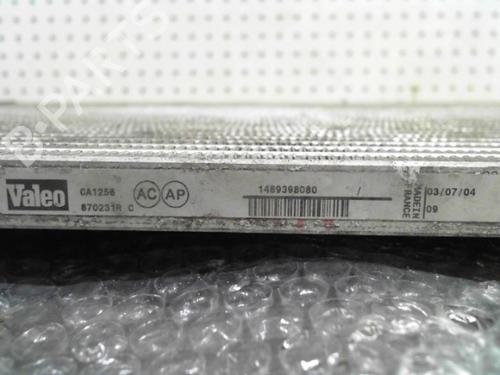 Valeo
CA1256
870231R C
AC AP
1489398080 /
MADE IN
FRANCE
03/07/04
09
B-PARTS